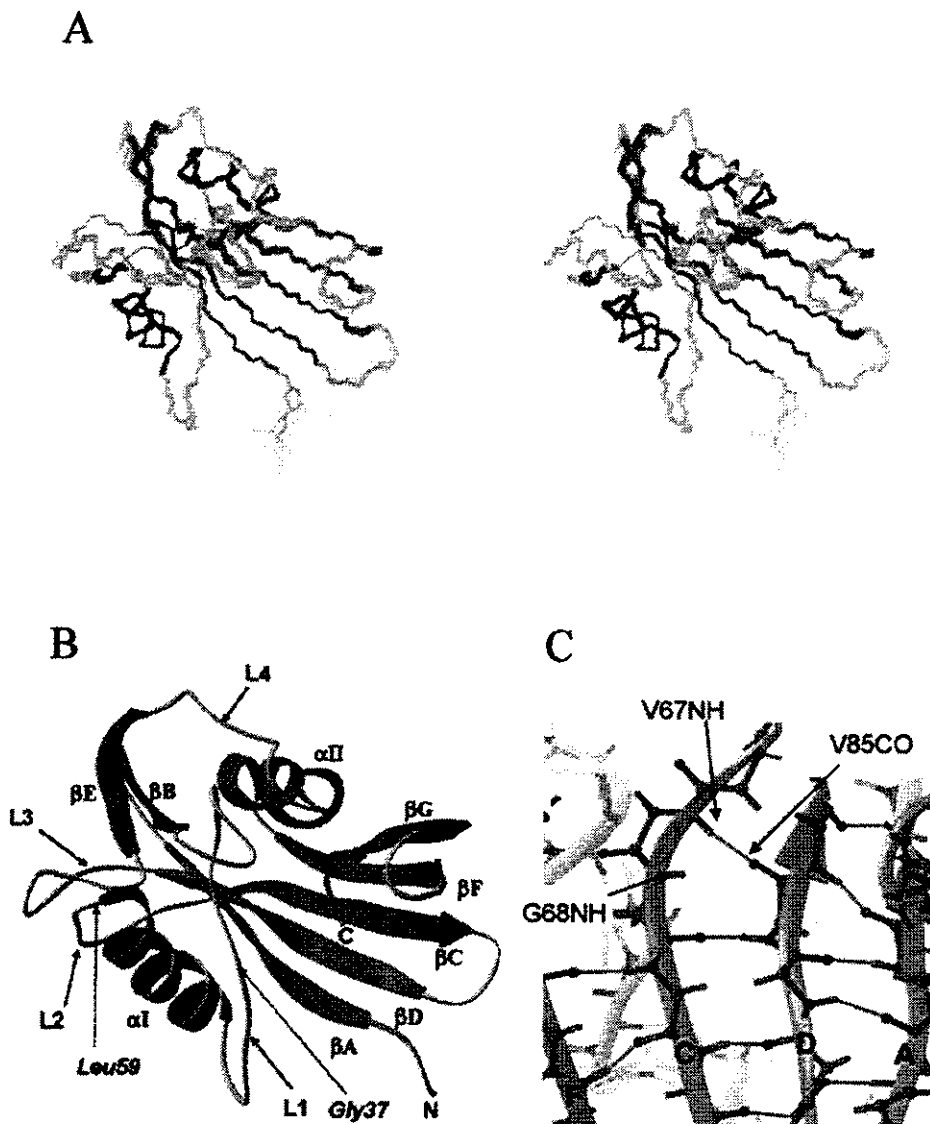 A
B
C
L4
αII
βE
βB
βG
L3
βF
C
βC
L2
αI
βD
βA
Leu59
L1
Gly37
N
V67NH
V85CO
G68NH
C
D
A